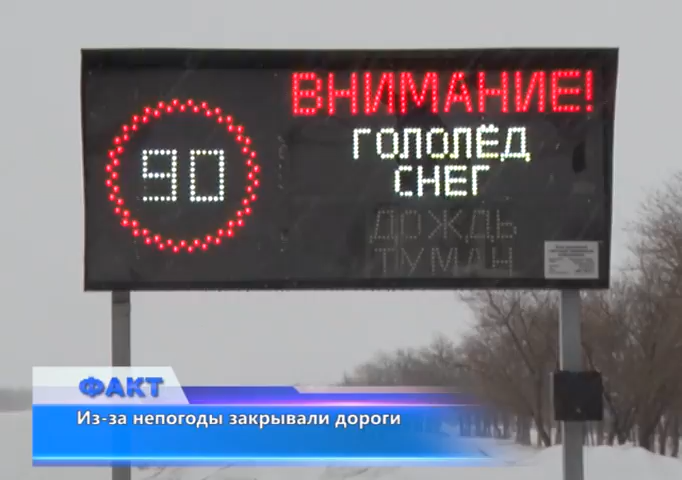 90
ВНИМАНИЕ!
ГОЛОЛЁД
СНЕГ
ДОЖДЬ
ТУМАН
ФАКТ
Из-за непогоды закрывали дороги